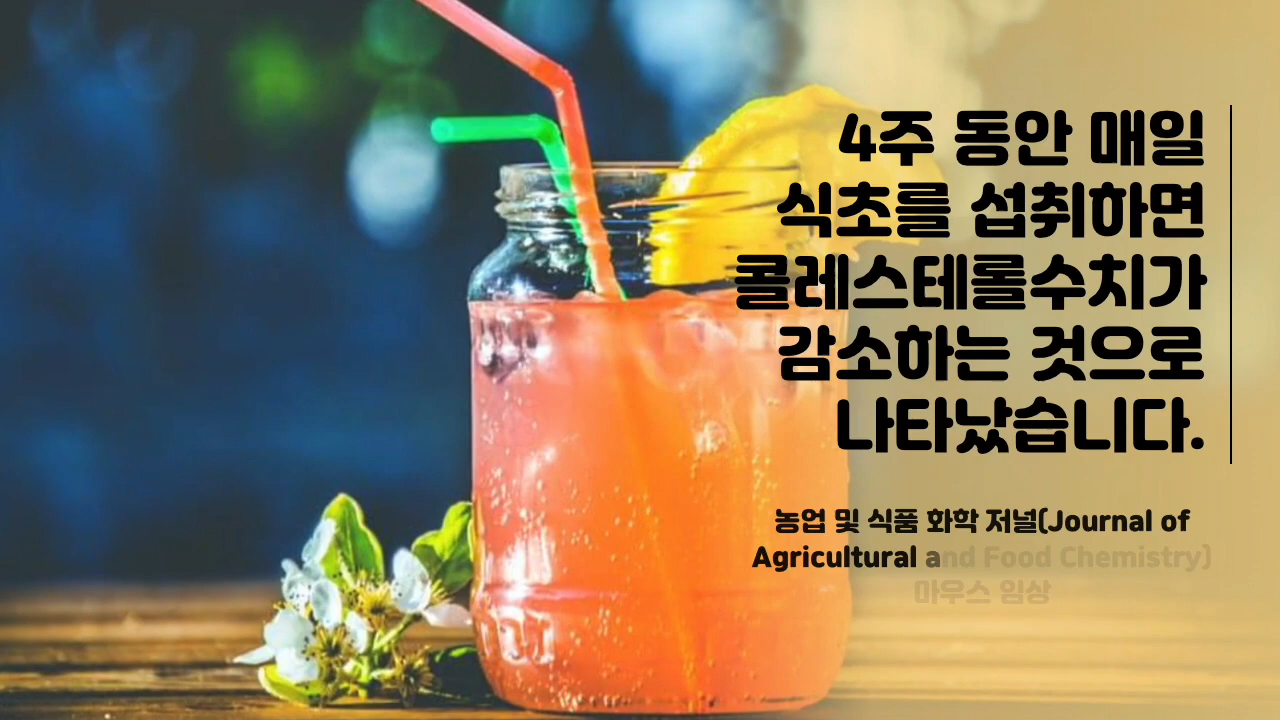 4주 동안 매일
식초를 섭취하면
콜레스테롤수치가
감소하는 것으로
나타났습니다.
농업 및 식품 화학 저널(Journal of
Agricultural and Food Chemistry)
마우스 임상